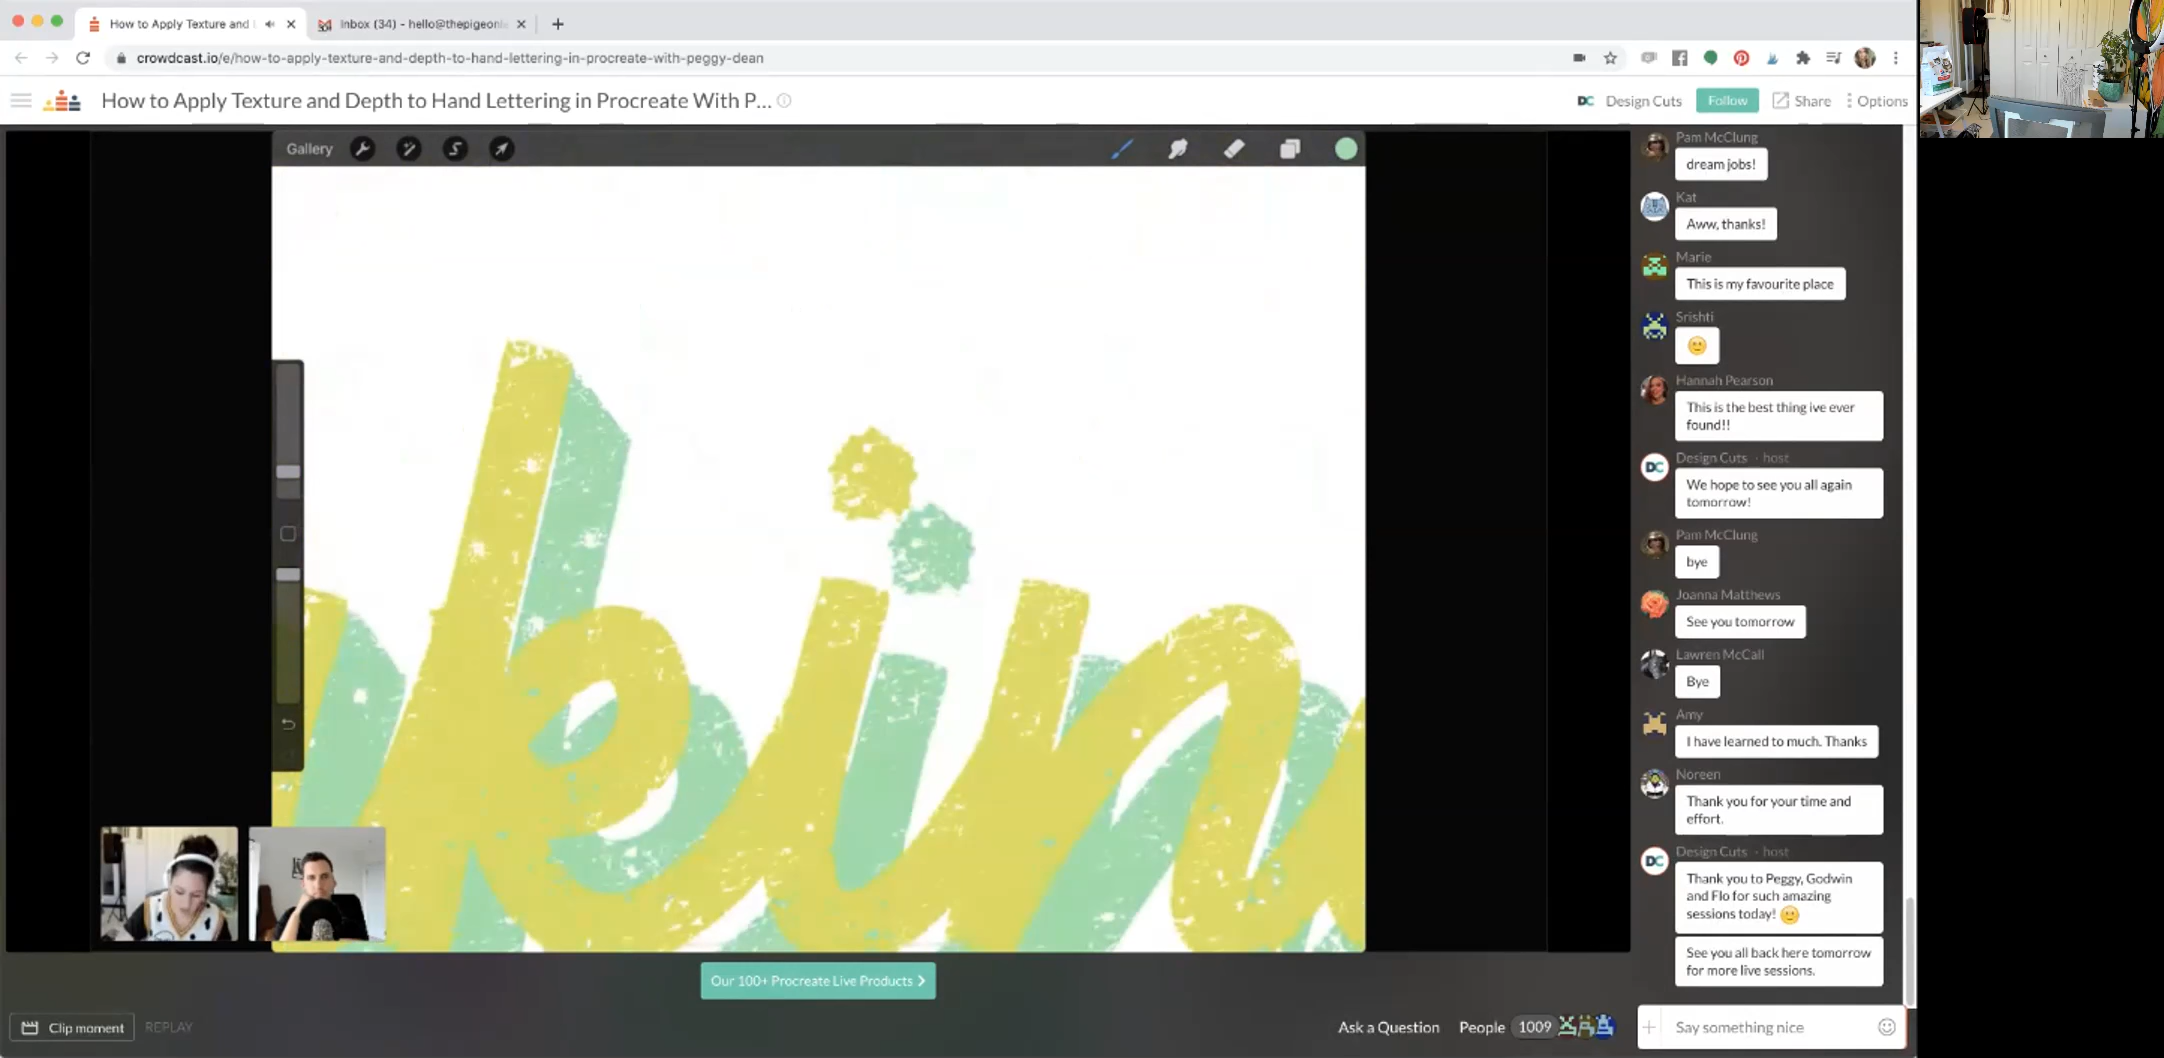 How to Apply Texture and
Inbox (34) - hello@thepigeon
crowdcast.io/e/how-to-apply-texture-and-depth-to-hand-lettering-in-procreate-with-peggy-dean
How to Apply Texture and Depth to Hand Lettering in Procreate With P...
DC Design Cuts Follow Share Options
Gallery
kin
Pam McClung
dream jobs!
Kat
Aww, thanks!
Marie
This is my favourite place
Srishti
Hannah Pearson
This is the best thing ive ever
found!!
DC Design Cuts · host
We hope to see you all again
tomorrow!
Pam McClung
bye
Joanna Matthews
See you tomorrow
Lawren McCall
Bye
Amy
I have learned to much. Thanks
Noreen
Thank you for your time and
effort.
DC Design Cuts · host
Thank you to Peggy, Godwin
and Flo for such amazing
sessions today!
See you all back here tomorrow
for more live sessions.
Our 100+ Procreate Live Products
Clip moment REPLAY
Ask a Question People 1009
Say something nice